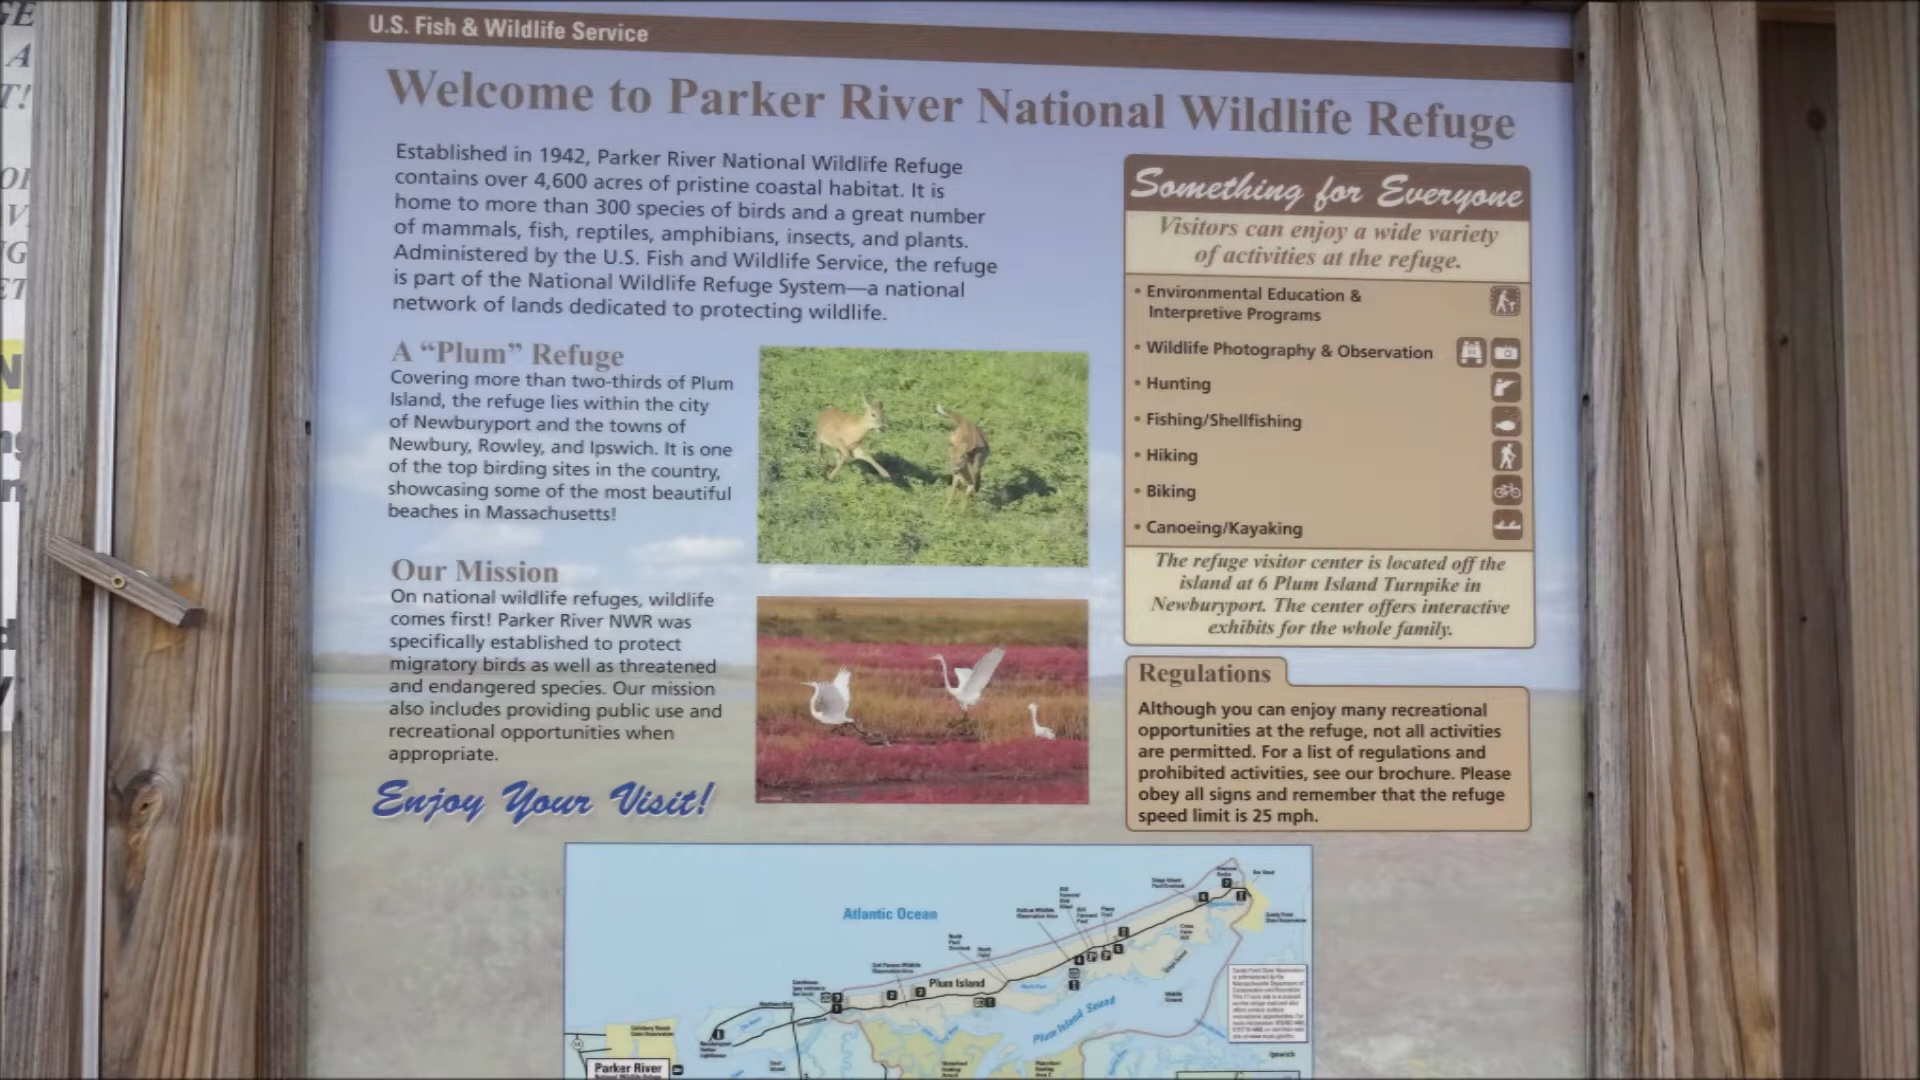 U.S. Fish & Wildlife Service
Welcome to Parker River National Wildlife Refuge
Established in 1942, Parker River National Wildlife Refuge
contains over 4,600 acres of pristine coastal habitat. It is
home to more than 300 species of birds and a great number
of mammals, fish, reptiles, amphibians, insects, and plants.
Administered by the U.S. Fish and Wildlife Service, the refuge
is part of the National Wildlife Refuge System—a national
network of lands dedicated to protecting wildlife.
A “Plum” Refuge
Covering more than two-thirds of Plum
Island, the refuge lies within the city
of Newburyport and the towns of
Newbury, Rowley, and Ipswich. It is one
of the top birding sites in the country,
showcasing some of the most beautiful
beaches in Massachusetts!
Our Mission
On national wildlife refuges, wildlife
comes first! Parker River NWR was
specifically established to protect
migratory birds as well as threatened
and endangered species. Our mission
also includes providing public use and
recreational opportunities when
appropriate.
Enjoy Your Visit!
Something for Everyone
Visitors can enjoy a wide variety
of activities at the refuge.
• Environmental Education &
Interpretive Programs
• Wildlife Photography & Observation
• Hunting
• Fishing/Shellfishing
• Hiking
• Biking
• Canoeing/Kayaking
The refuge visitor center is located off the
island at 6 Plum Island Turnpike in
Newburyport. The center offers interactive
exhibits for the whole family.
Regulations
Although you can enjoy many recreational
opportunities at the refuge, not all activities
are permitted. For a list of regulations and
prohibited activities, see our brochure. Please
obey all signs and remember that the refuge
speed limit is 25 mph.
Atlantic Ocean
Plum Island
Plum Island Sound
Salisbury Beach
State Reservation
Sandy Point
State Reservation
Ipswich
Parker River
National Wildlife Refuge